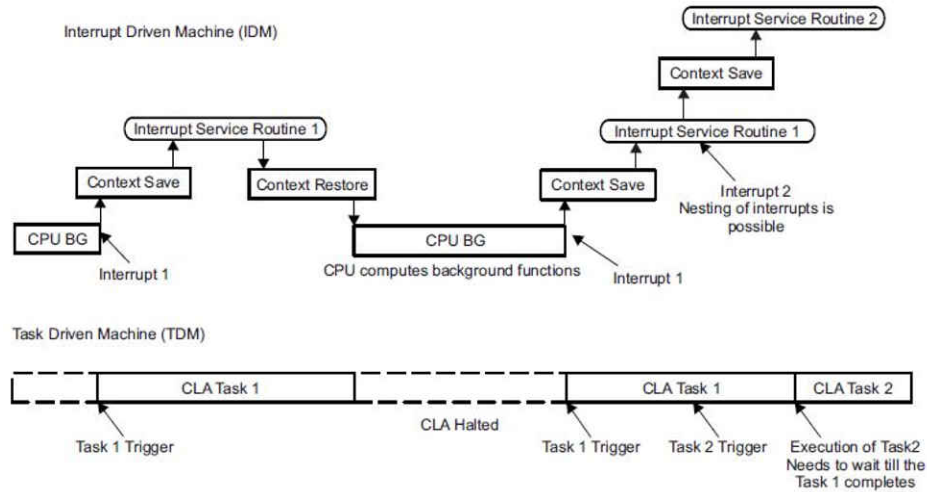 Interrupt Driven Machine (IDM)
Interrupt Service Routine 2
Context Save
Interrupt Service Routine 1
Interrupt Service Routine 1
Context Save
Context Restore
Context Save
Interrupt 2
Nesting of interrupts is
possible
CPU BG
CPU BG
Interrupt 1
CPU computes background functions
Interrupt 1
Task Driven Machine (TDM)
CLA Task 1
CLA Task 1
CLA Task 2
CLA Halted
Task 1 Trigger
Task 1 Trigger
Task 2 Trigger
Execution of Task2
Needs to wait till the
Task 1 completes